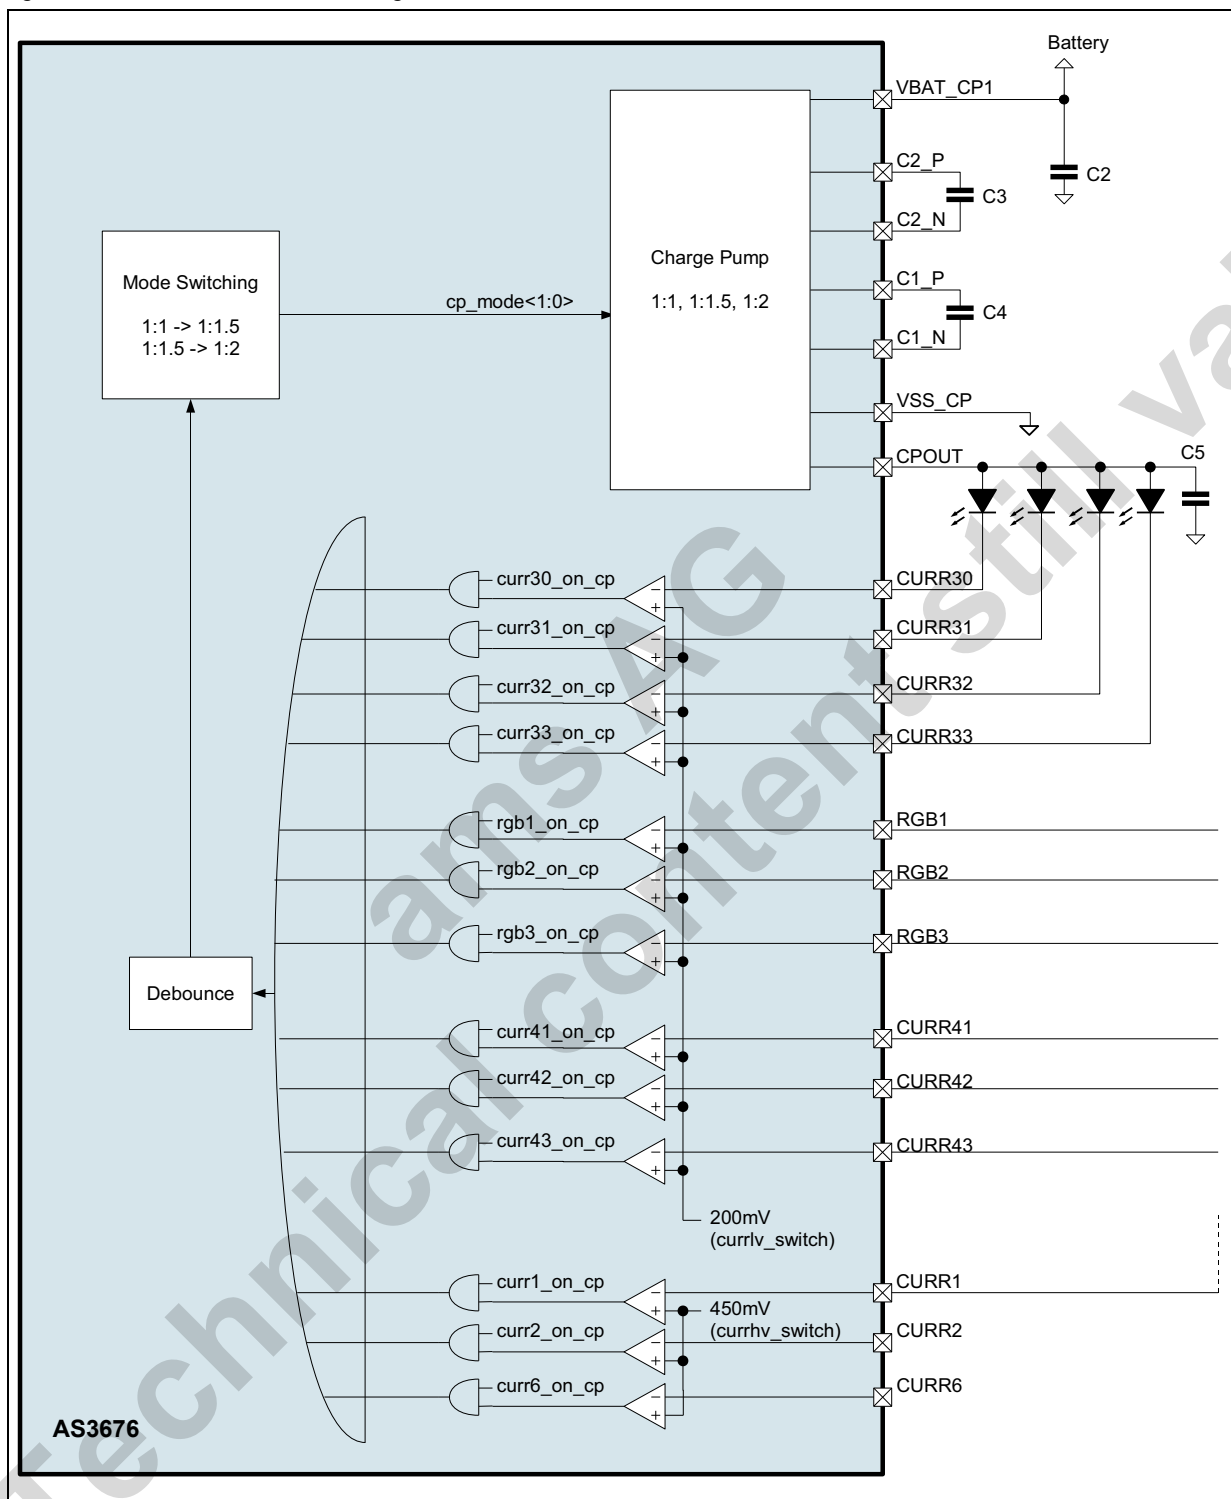 Battery
VBAT_CP1
C2_P
C2
C3
C2_N
Mode Switching
1:1 -> 1:1.5
1:1.5 -> 1:2
cp_mode<1:0>
Charge Pump
1:1, 1:1.5, 1:2
C1_P
C4
C1_N
VSS_CP
CPOUT
C5
curr30_on_cp
CURR30
curr31_on_cp
CURR31
curr32_on_cp
CURR32
curr33_on_cp
CURR33
rgb1_on_cp
RGB1
rgb2_on_cp
RGB2
rgb3_on_cp
RGB3
Debounce
curr41_on_cp
CURR41
curr42_on_cp
CURR42
curr43_on_cp
CURR43
200mV
(currlv_switch)
curr1_on_cp
CURR1
450mV
(currhv_switch)
curr2_on_cp
CURR2
curr6_on_cp
CURR6
AS3676
ams AG
Technical content still